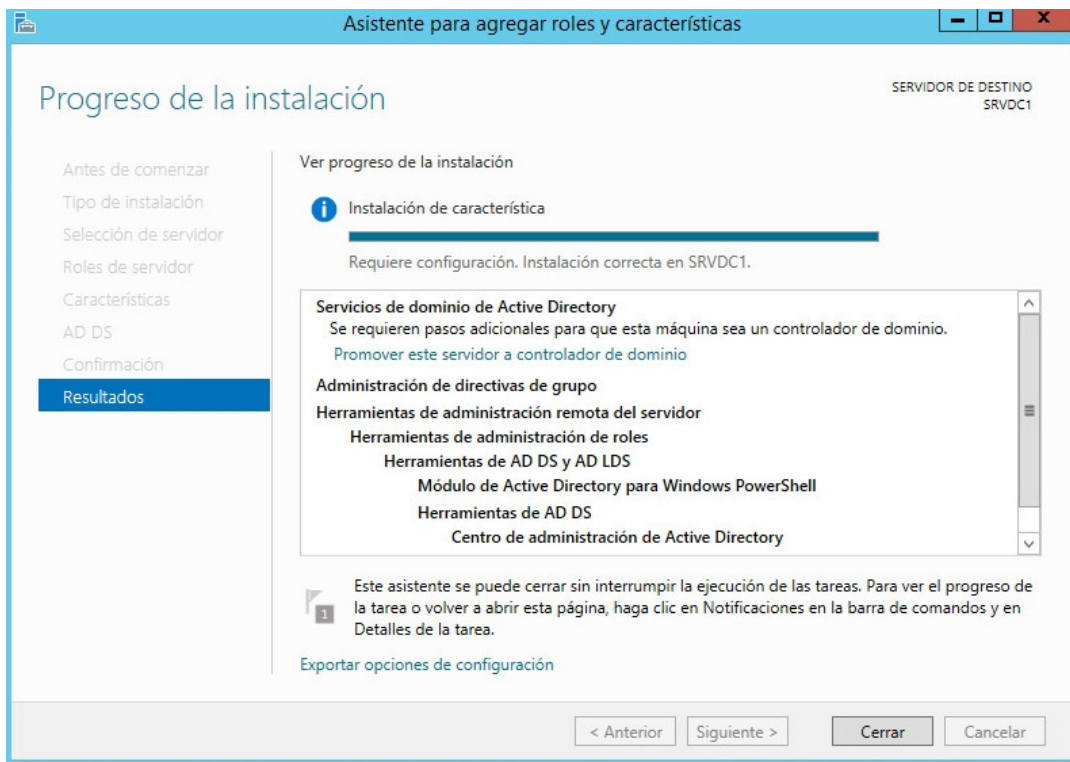 Asistente para agregar roles y características
Progreso de la instalación
SERVIDOR DE DESTINO
SRVDC1
Antes de comenzar
Tipo de instalación
Selección de servidor
Roles de servidor
Características
AD DS
Confirmación
Resultados
Ver progreso de la instalación
Instalación de característica
Requiere configuración. Instalación correcta en SRVDC1.
Servicios de dominio de Active Directory
Se requieren pasos adicionales para que esta máquina sea un controlador de dominio.
Promover este servidor a controlador de dominio
Administración de directivas de grupo
Herramientas de administración remota del servidor
Herramientas de administración de roles
Herramientas de AD DS y AD LDS
Módulo de Active Directory para Windows PowerShell
Herramientas de AD DS
Centro de administración de Active Directory
1
Este asistente se puede cerrar sin interrumpir la ejecución de las tareas. Para ver el progreso de
la tarea o volver a abrir esta página, haga clic en Notificaciones en la barra de comandos y en
Detalles de la tarea.
Exportar opciones de configuración
< Anterior
Siguiente >
Cerrar
Cancelar